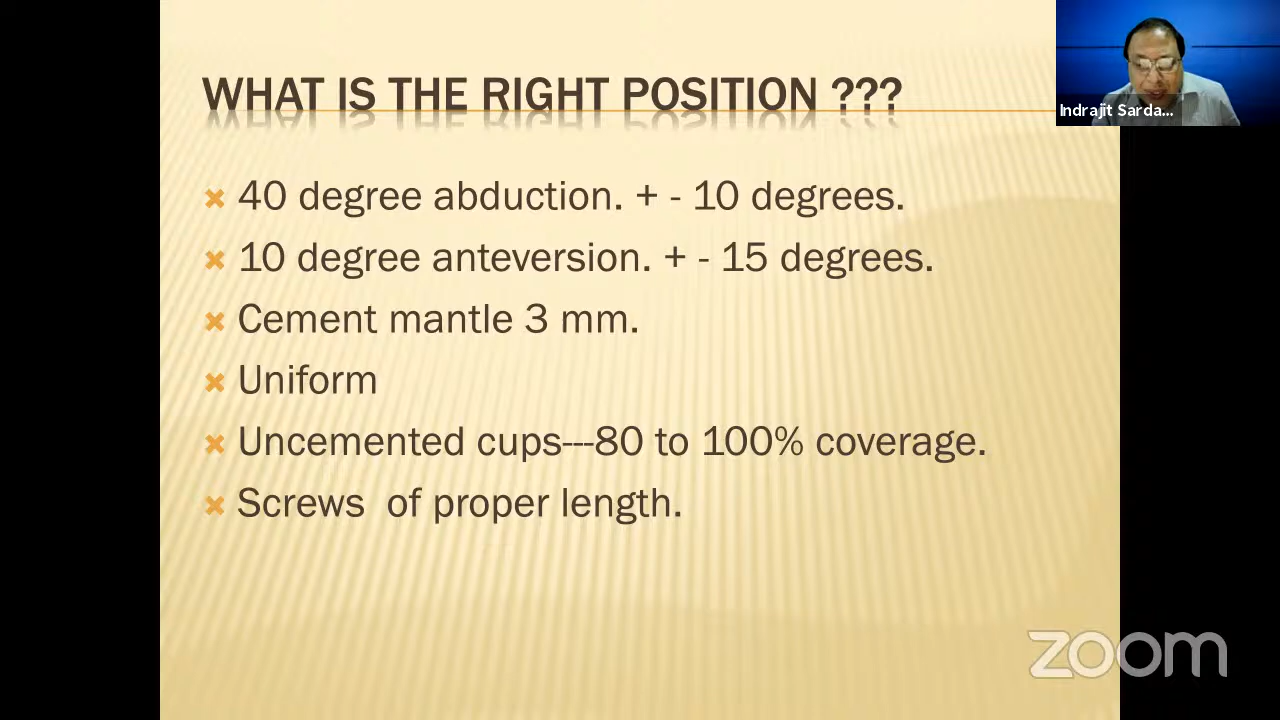 WHAT IS THE RIGHT POSITION ???
Indrajit Sarda...
40 degree abduction. + - 10 degrees.
10 degree anteversion. + - 15 degrees.
Cement mantle 3 mm.
Uniform
Uncemented cups---80 to 100% coverage.
Screws of proper length.
zoom